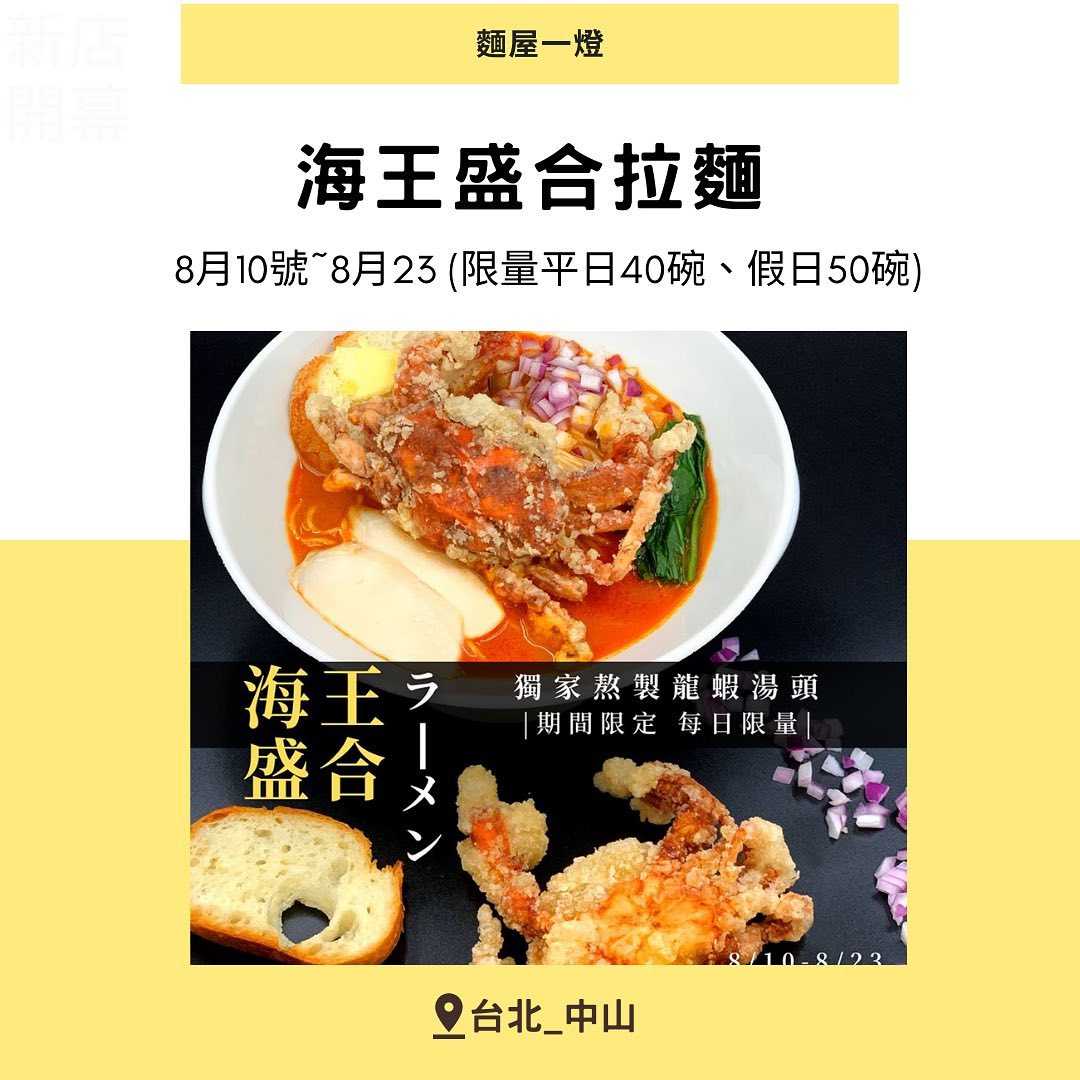 新店
開幕
麵屋一燈
海王盛合拉麵
8月10號~8月23 (限量平日40碗、假日50碗)
海王
盛合
ラーメン
獨家熬製龍蝦湯頭
|期間限定 每日限量|
8/10-8/23
台北_中山